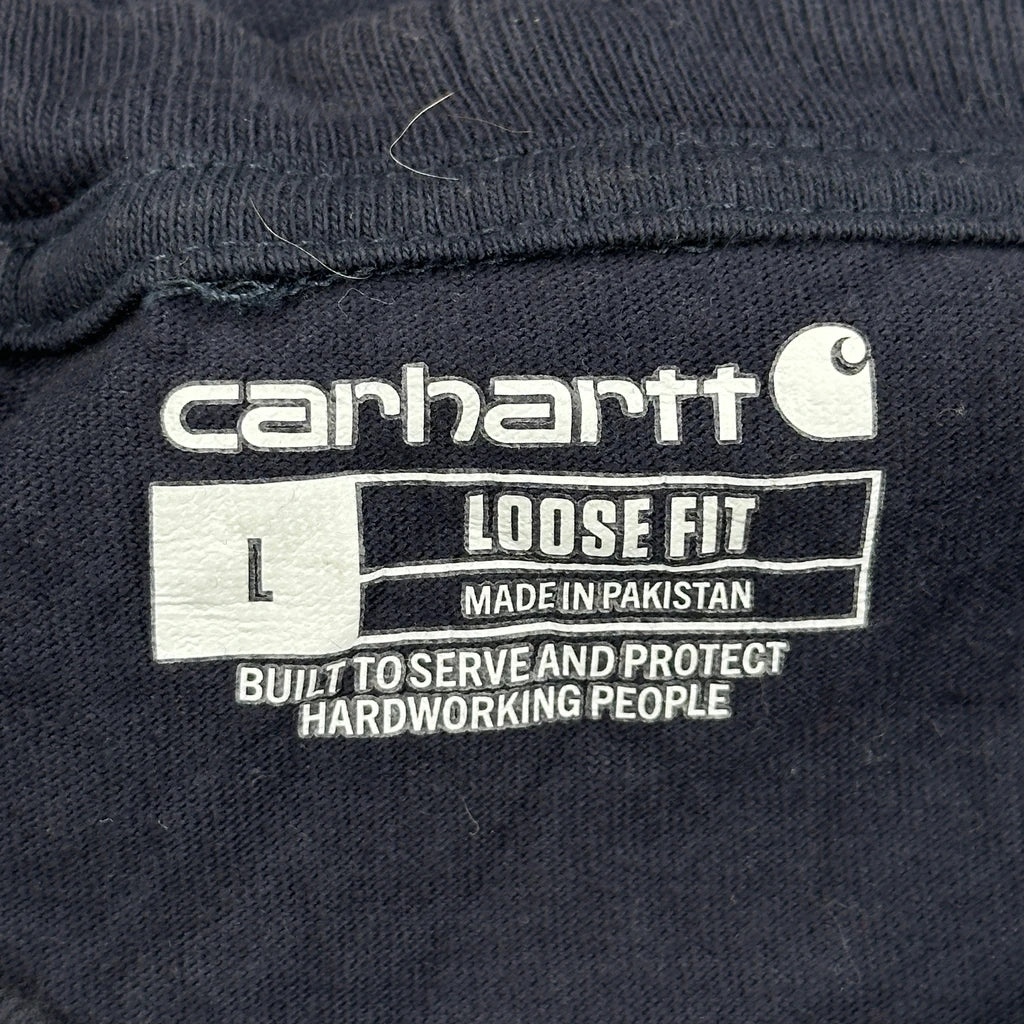 carhartt
L
LOOSE FIT
MADE IN PAKISTAN
BUILT TO SERVE AND PROTECT
HARDWORKING PEOPLE